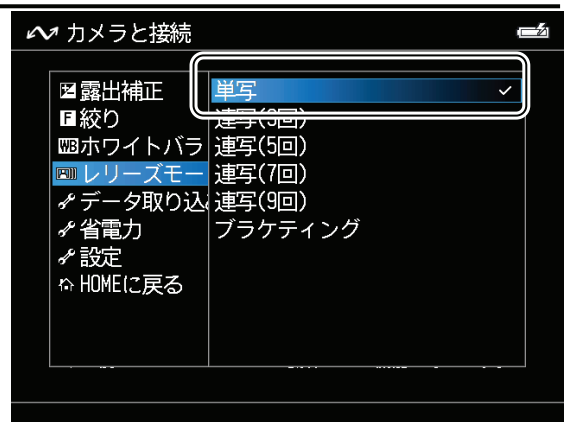 カメラと接続
露出補正
F 絞り
WB ホワイトバラ
レリーズモー
データ取り込
省電力
設定
HOMEに戻る
単写
連写(3回)
連写(5回)
連写(7回)
連写(9回)
ブラケティング